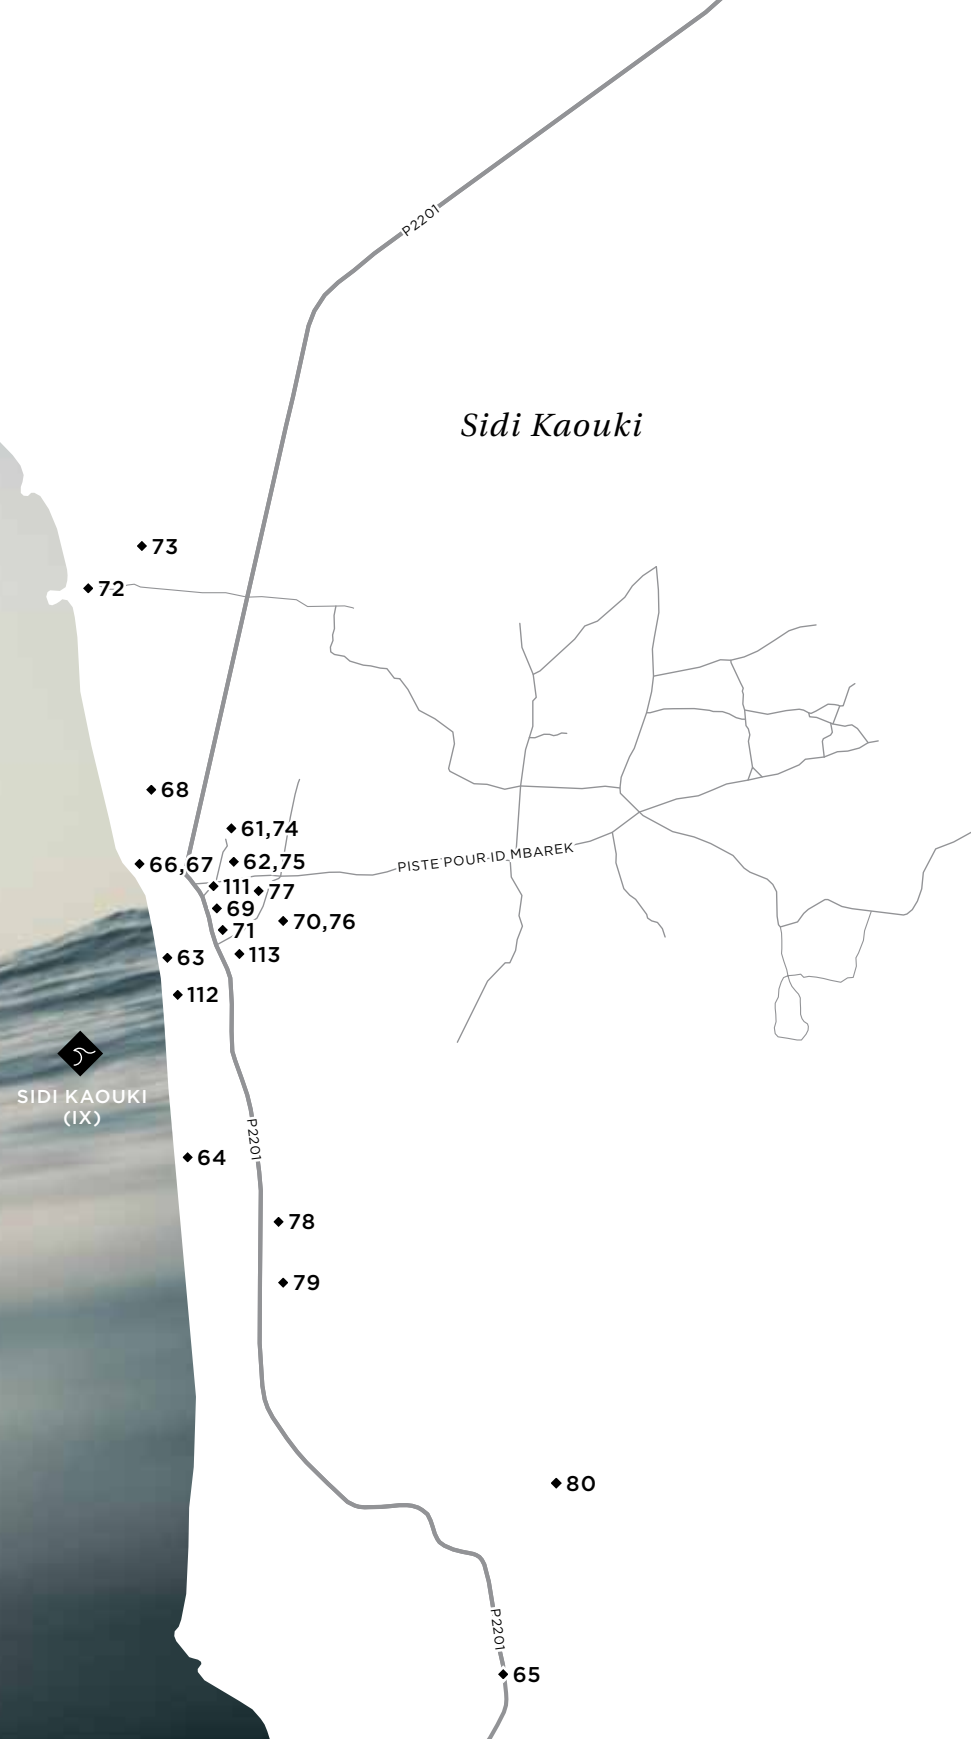 P2201
Sidi Kaouki
73
72
68
61,74
66,67
62,75
PISTE POUR ID MBAREK
111
77
69
70,76
71
113
63
112
SIDI KAOUKI
(IX)
P2201
64
78
79
80
P2201
65